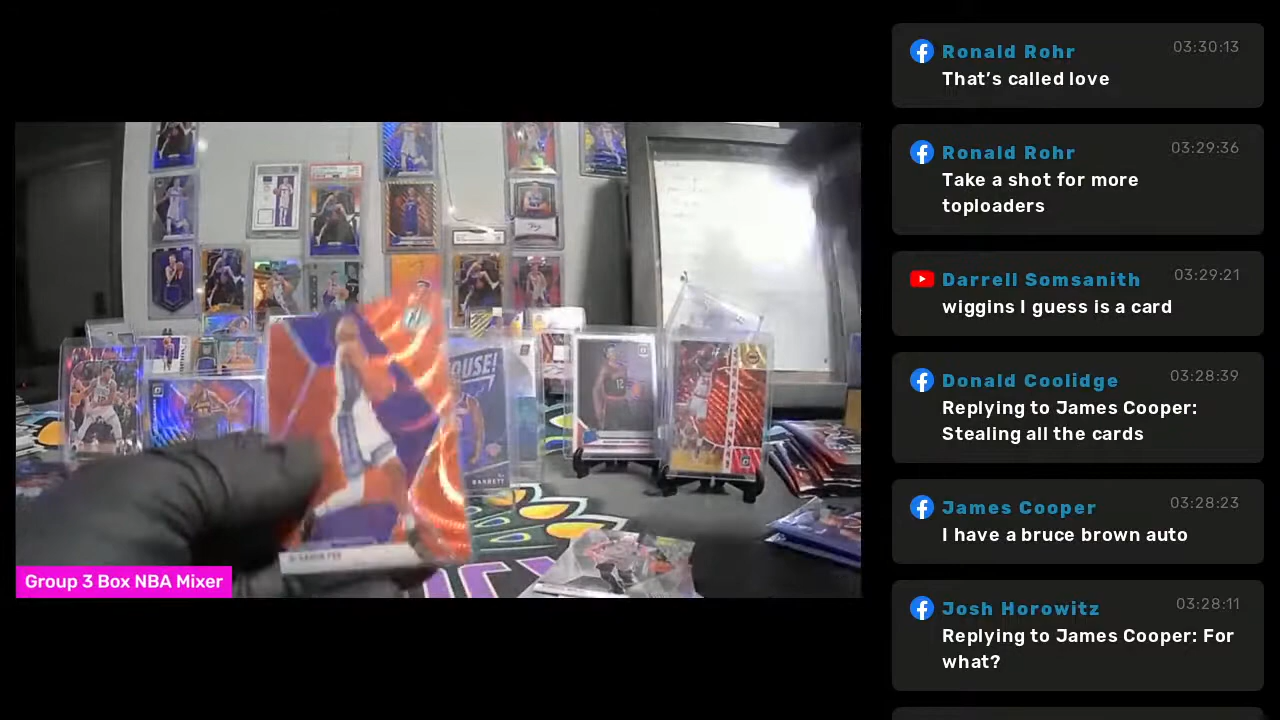 Ronald Rohr
03:30:13
That's called love
Ronald Rohr
03:29:36
Take a shot for more
toploaders
Darrell Somsanith
03:29:21
wiggins I guess is a card
Donald Coolidge
03:28:39
Replying to James Cooper:
Stealing all the cards
James Cooper
03:28:23
I have a bruce brown auto
Josh Horowitz
03:28:11
Replying to James Cooper: For
what?
OUSE!
BARRETT
Group 3 Box NBA Mixer